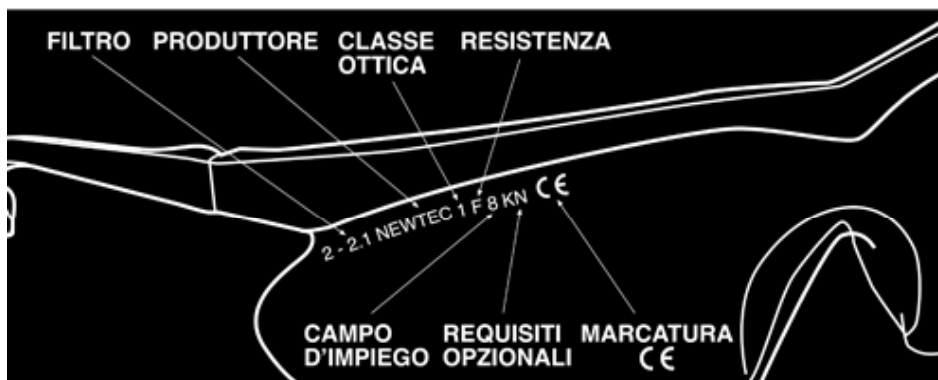 FILTRO PRODUTTORE CLASSE OTTICA RESISTENZA
2 - 2.1 NEWTEC 1 F 8 KN CE
CAMPO D'IMPIEGO REQUISITI OPZIONALI MARCATURA CE